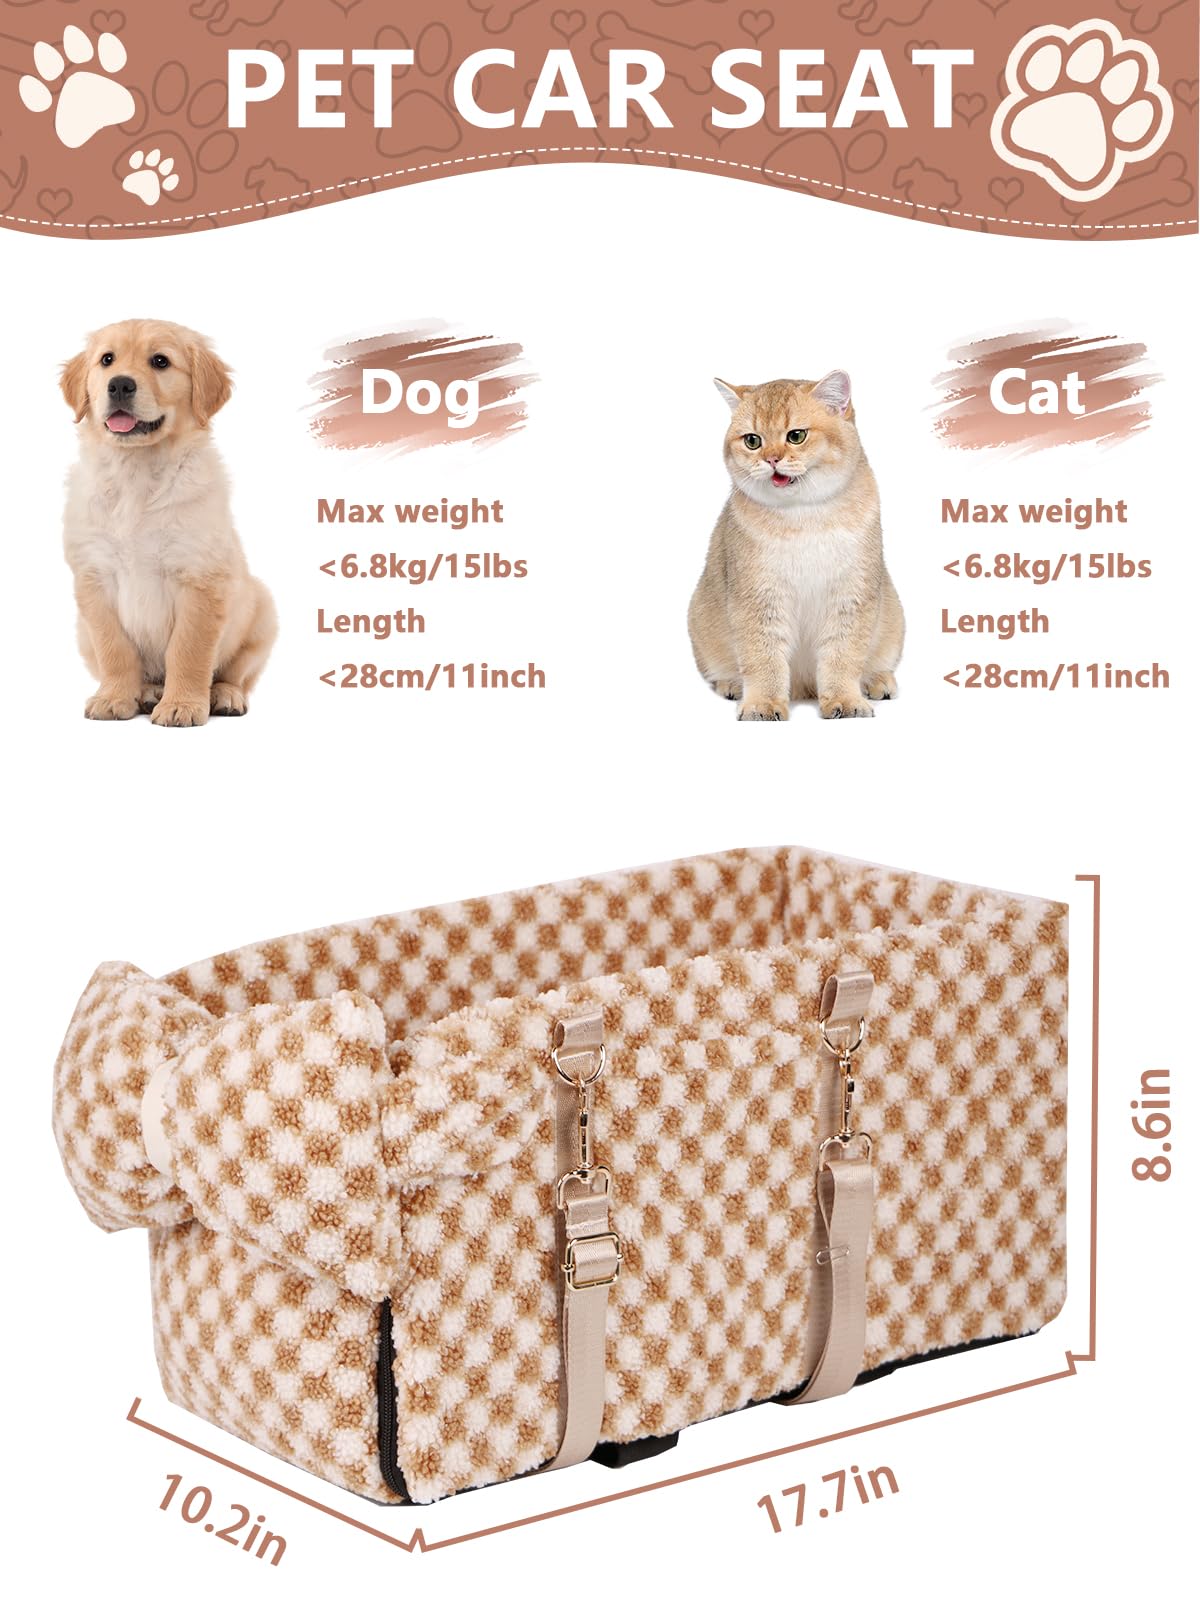 PET CAR SEAT
Dog
Max weight
<6.8kg/15lbs
Length
<28cm/11inch
Cat
Max weight
<6.8kg/15lbs
Length
<28cm/11inch
8.6in
10.2in
17.7in